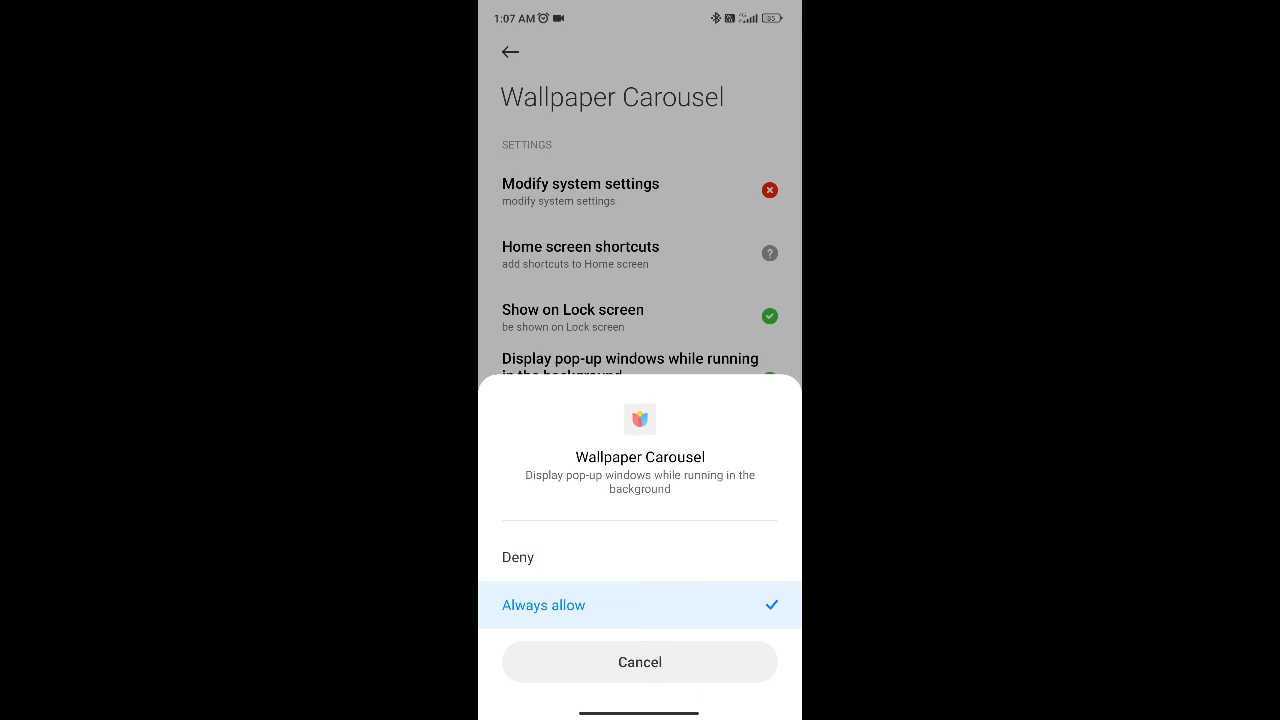 1:07 AM
Wallpaper Carousel
SETTINGS
Modify system settings
modify system settings
Home screen shortcuts
add shortcuts to Home screen
Show on Lock screen
be shown on Lock screen
Display pop-up windows while running
in the background
Wallpaper Carousel
Display pop-up windows while running in the
background
Deny
Always allow
Cancel